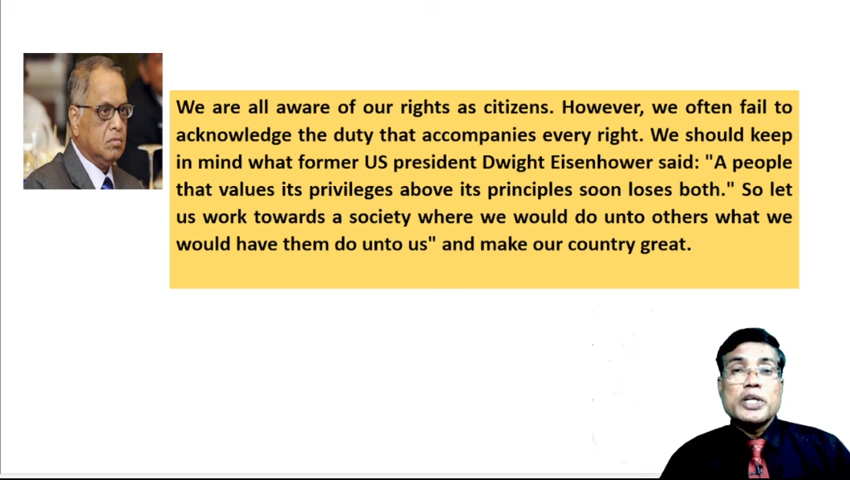 We are all aware of our rights as citizens. However, we often fail to
acknowledge the duty that accompanies every right. We should keep
in mind what former US president Dwight Eisenhower said: "A people
that values its privileges above its principles soon loses both." So let
us work towards a society where we would do unto others what we
would have them do unto us" and make our country great.